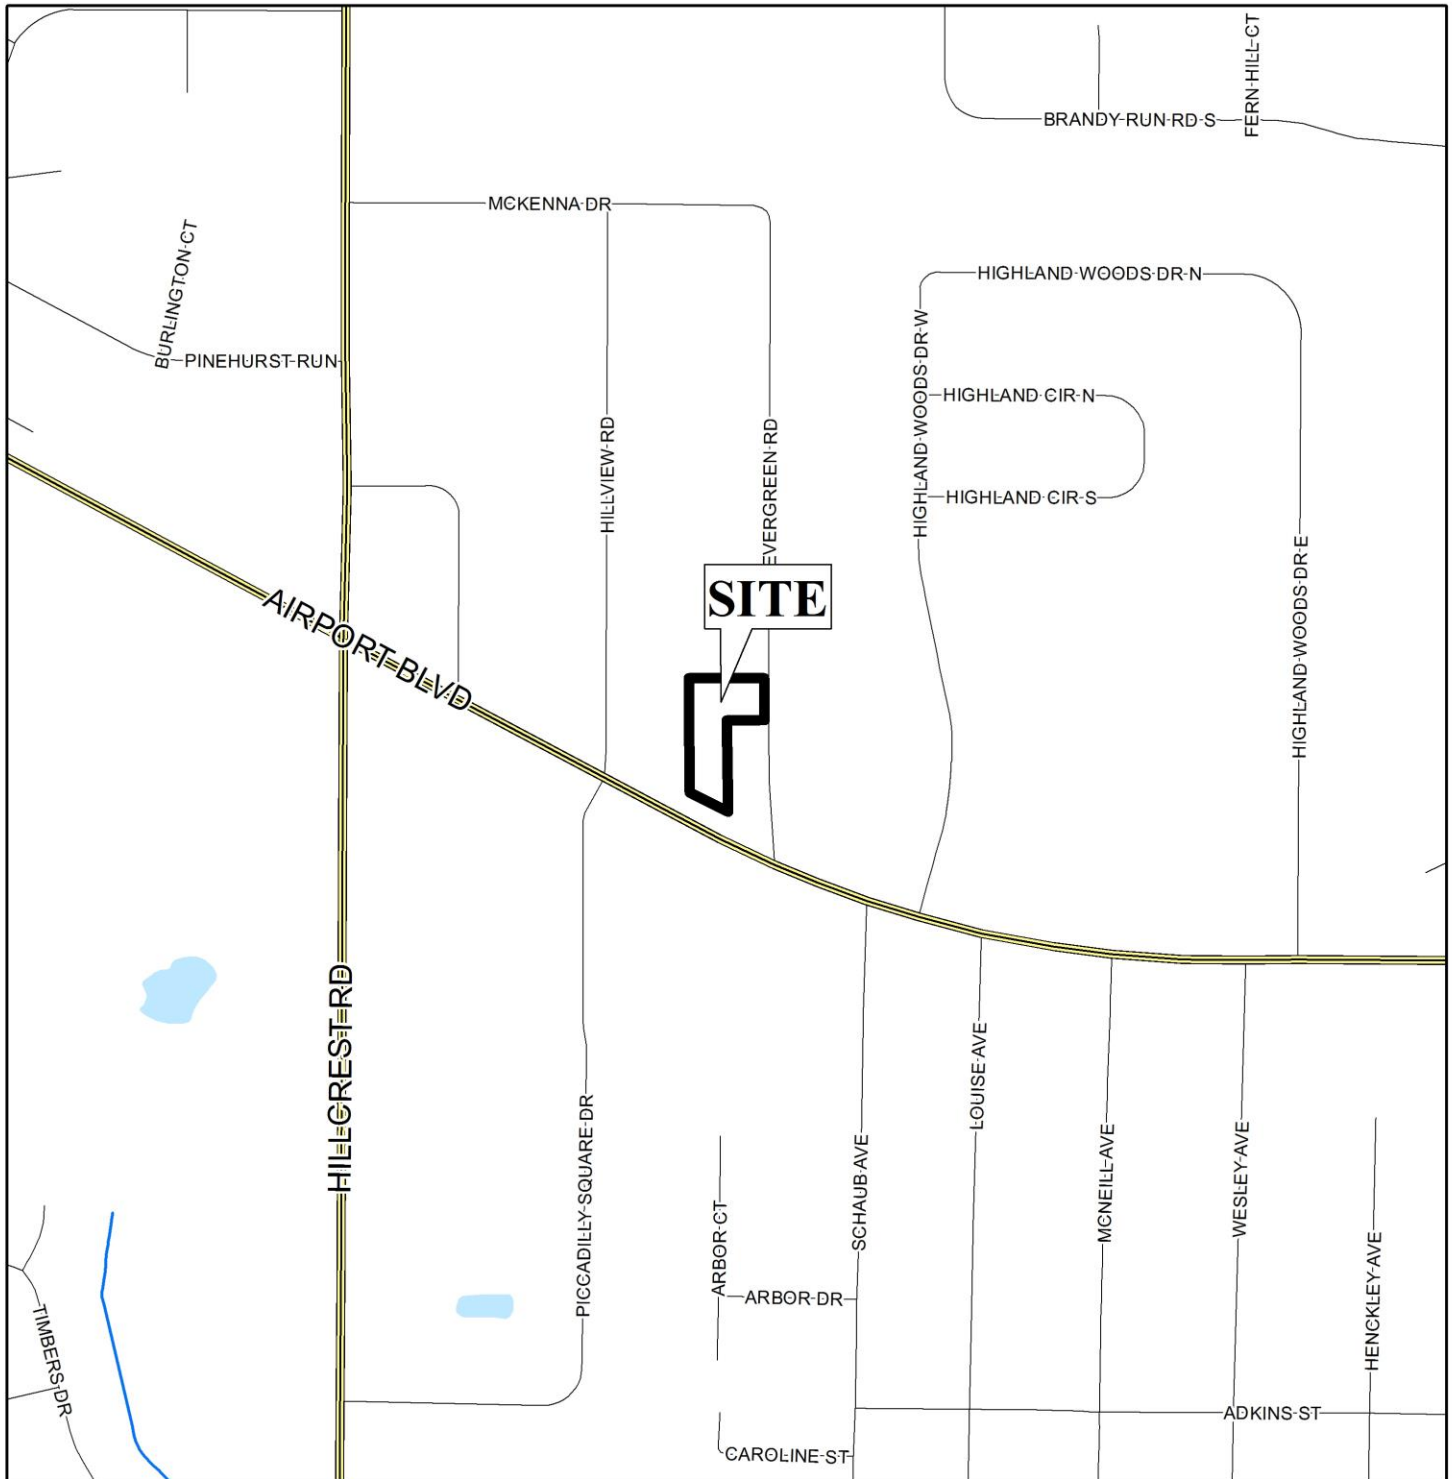 FERN HILL CT
BRANDY RUN RD S
MCKENNA DR
BURLINGTON CT
HIGHLAND WOODS DR N
PINEHURST RUN
HIGHLAND WOODS DR W
HIGHLAND CIR N
HILLVIEW RD
EVERGREEN RD
HIGHLAND CIR S
HIGHLAND WOODS DR E
SITE
AIRPORT BLVD
HILLCREST RD
LOUISE AVE
PICCADILLY SQUARE DR
SCHAUB AVE
MCNEILL AVE
WESLEY AVE
ARBOR CT
HENCKLEY AVE
ARBOR DR
TIMBERS DR
ADKINS ST
CAROLINE ST